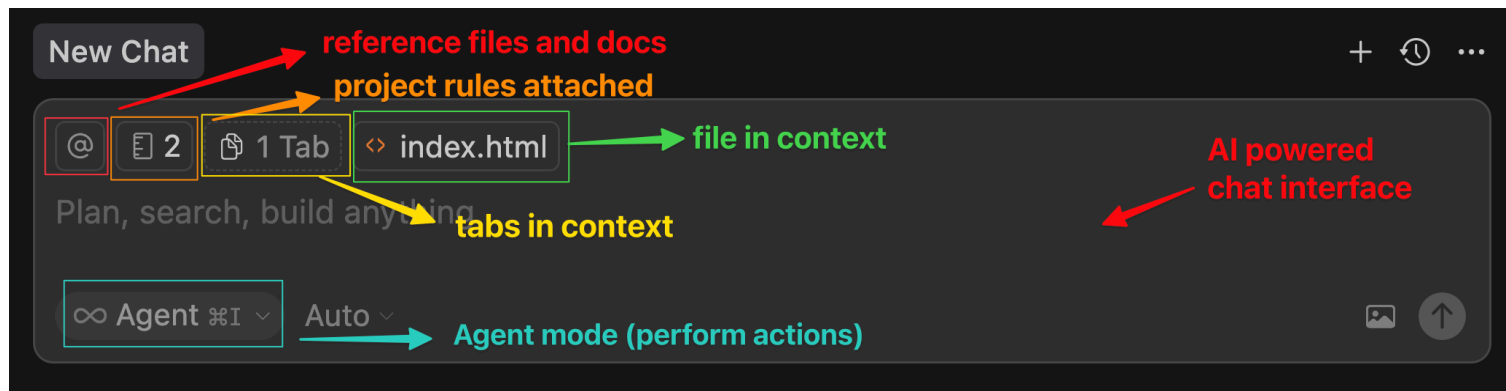 New Chat
reference files and docs
project rules attached
@
2
1 Tab
<> index.html
file in context
AI powered
chat interface
Plan, search, build anything
tabs in context
∞ Agent ⌘I
Auto
Agent mode (perform actions)